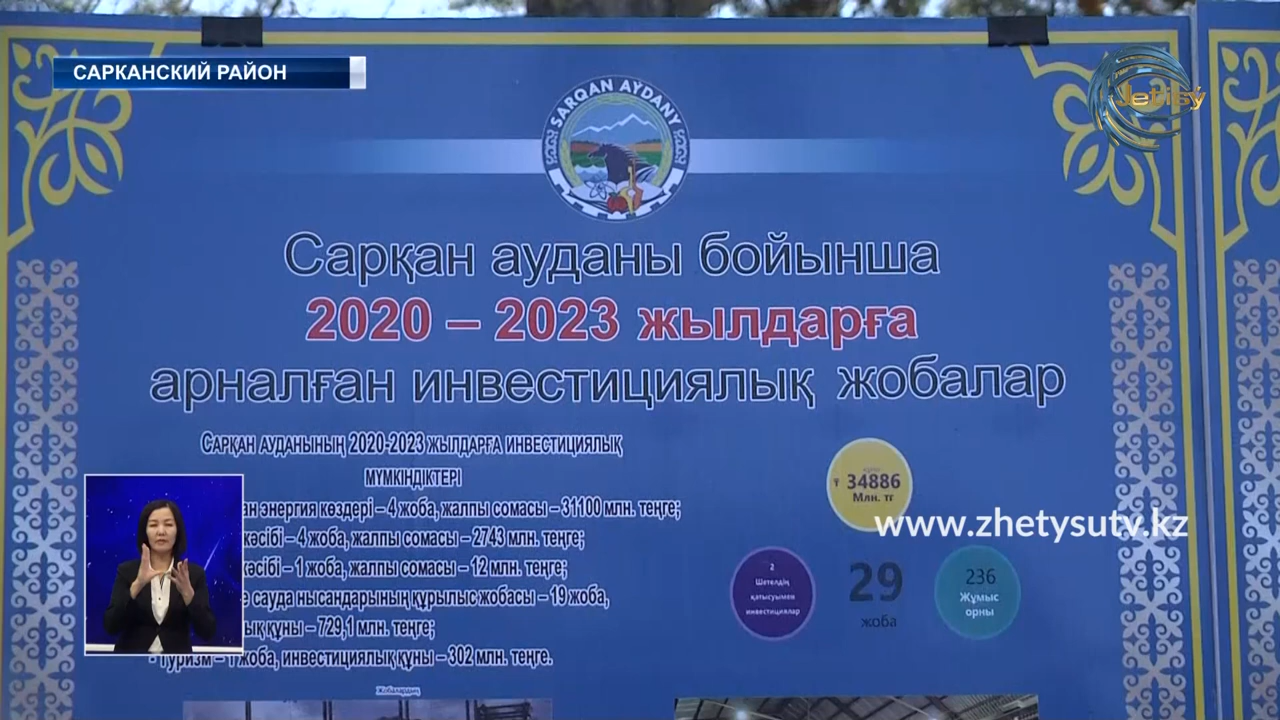 САРКАНСКИЙ РАЙОН
Jetisý
SARQAN AYDANY
Сарқан ауданы бойынша
2020 – 2023 жылдарға
арналған инвестициялық жобалар
САРҚАН АУДАНЫНЫҢ 2020-2023 ЖЫЛДАРҒА ИНВЕСТИЦИЯЛЫҚ
МҮМКІНДІКТЕРІ
энергия көздері – 4 жоба, жалпы сомасы – 31100 млн. теңге;
– 4 жоба, жалпы сомасы – 2743 млн. теңге;
– 1 жоба, жалпы сомасы – 12 млн. теңге;
сауда нысандарының құрылыс жобасы – 19 жоба,
құны – 729,1 млн. теңге;
- Туризм – 1 жоба, инвестициялық құны – 302 млн. теңге.
Жобалардың
₸ 34886
Млн. тг
www.zhetysutv.kz
2
Шетелдің
қатысуымен
инвестициялар
29
жоба
236
Жұмыс
орны